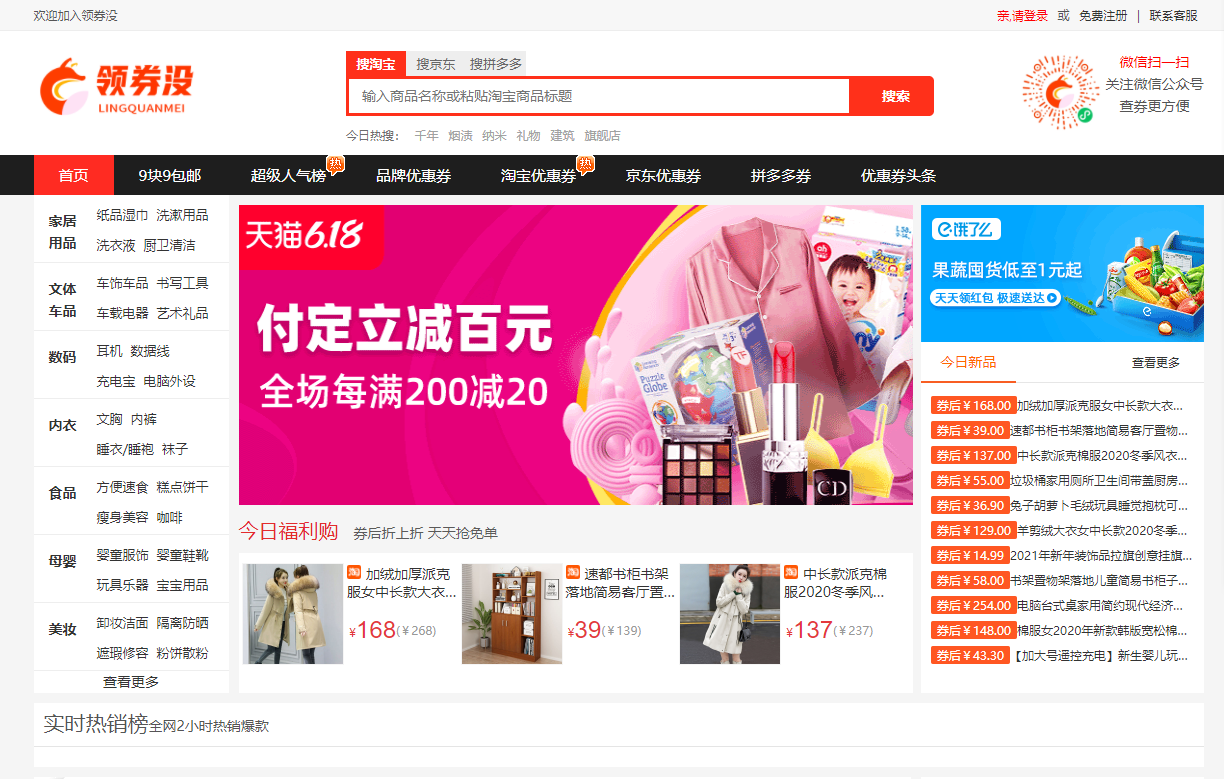 欢迎加入领券没
亲,请登录 或 免费注册 | 联系客服
领券没
LINGQUANMEI
搜淘宝 搜京东 搜拼多多
输入商品名称或粘贴淘宝商品标题
搜索
今日热搜： 千年 烟渍 纳米 礼物 建筑 旗舰店
微信扫一扫
关注微信公众号
查券更方便
首页 9块9包邮 超级人气榜 热 品牌优惠券 淘宝优惠券 热 京东优惠券 拼多多券 优惠券头条
家居用品
纸品湿巾 洗漱用品
洗衣液 厨卫清洁
文体车品
车饰车品 书写工具
车载电器 艺术礼品
数码
耳机 数据线
充电宝 电脑外设
内衣
文胸 内裤
睡衣/睡袍 袜子
食品
方便速食 糕点饼干
瘦身美容 咖啡
母婴
婴童服饰 婴童鞋靴
玩具乐器 宝宝用品
美妆
卸妆洁面 隔离防晒
遮瑕修容 粉饼散粉
查看更多
天猫6.18
付定立减百元
全场每满200减20
Puzzle
Globe
CD
饿了么
果蔬囤货低至1元起
天天领红包 极速送达
今日新品 查看更多
券后￥168.00 加绒加厚派克服女中长款大衣...
券后￥39.00 速都书柜书架落地简易客厅置物...
券后￥137.00 中长款派克棉服2020冬季风衣...
券后￥55.00 垃圾桶家用厕所卫生间带盖厨房...
券后￥36.90 兔子胡萝卜毛绒玩具睡觉抱枕可...
券后￥129.00 羊剪绒大衣女中长款2020冬季...
券后￥14.99 2021年新年装饰品拉旗创意挂旗...
券后￥58.00 书架置物架落地儿童简易书柜子...
券后￥254.00 电脑台式桌家用简约现代经济...
券后￥148.00 棉服女2020年新款韩版宽松棉...
券后￥43.30 【加大号遥控充电】新生婴儿玩...
今日福利购 券后折上折 天天抢免单
淘 加绒加厚派克
服女中长款大衣...
¥168(￥268)
淘 速都书柜书架
落地简易客厅置...
¥39(￥139)
淘 中长款派克棉
服2020冬季风...
¥137(￥237)
实时热销榜全网2小时热销爆款